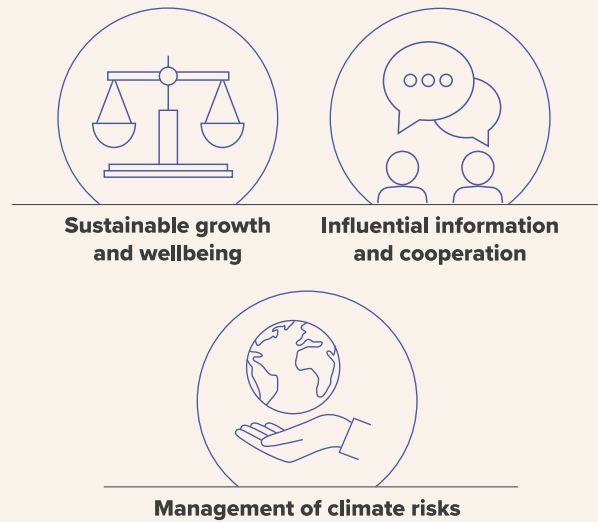 Sustainable growth
and wellbeing
Influential information
and cooperation
Management of climate risks